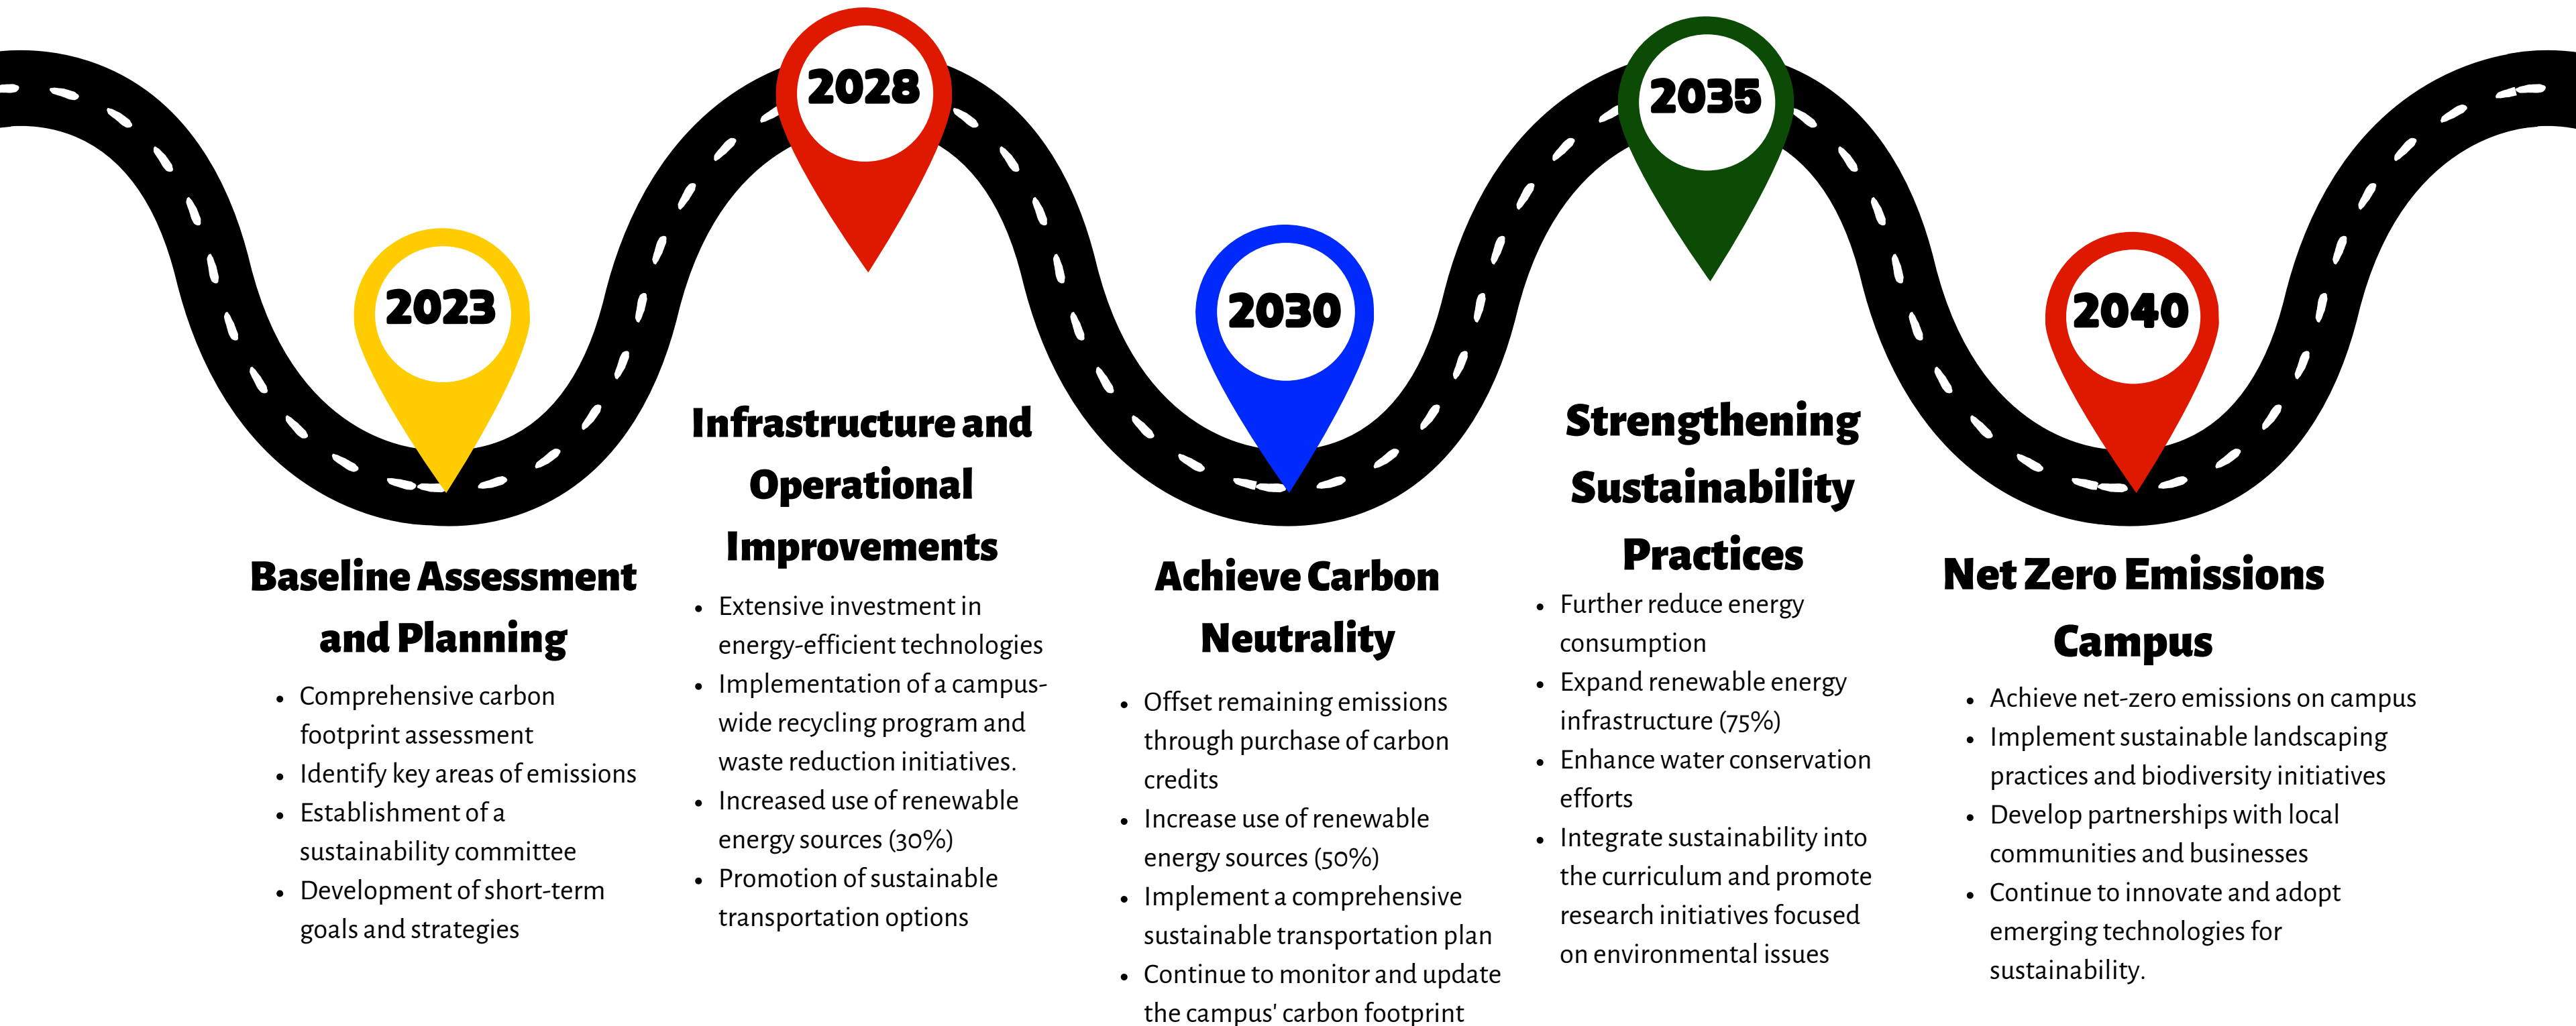 2023
Baseline Assessment
and Planning
• Comprehensive carbon
footprint assessment
• Identify key areas of emissions
• Establishment of a
sustainability committee
• Development of short-term
goals and strategies
2028
Infrastructure and
Operational
Improvements
• Extensive investment in
energy-efficient technologies
• Implementation of a campus-
wide recycling program and
waste reduction initiatives.
• Increased use of renewable
energy sources (30%)
• Promotion of sustainable
transportation options
2030
Achieve Carbon
Neutrality
• Offset remaining emissions
through purchase of carbon
credits
• Increase use of renewable
energy sources (50%)
• Implement a comprehensive
sustainable transportation plan
• Continue to monitor and update
the campus' carbon footprint
2035
Strengthening
Sustainability
Practices
• Further reduce energy
consumption
• Expand renewable energy
infrastructure (75%)
• Enhance water conservation
efforts
• Integrate sustainability into
the curriculum and promote
research initiatives focused
on environmental issues
2040
Net Zero Emissions
Campus
• Achieve net-zero emissions on campus
• Implement sustainable landscaping
practices and biodiversity initiatives
• Develop partnerships with local
communities and businesses
• Continue to innovate and adopt
emerging technologies for
sustainability.